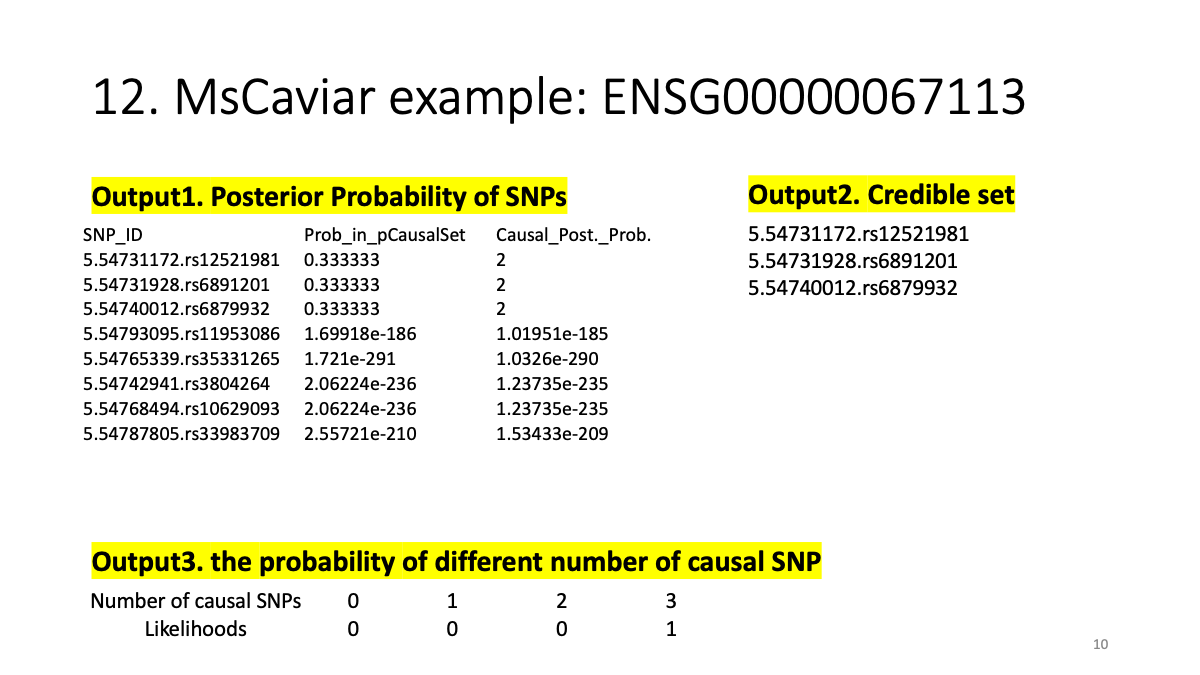 12. MsCaviar example: ENSG00000067113
Output1. Posterior Probability of SNPs
SNP_ID Prob_in_pCausalSet Causal_Post._Prob.
5.54731172.rs12521981 0.333333 2
5.54731928.rs6891201 0.333333 2
5.54740012.rs6879932 0.333333 2
5.54793095.rs11953086 1.69918e-186 1.01951e-185
5.54765339.rs35331265 1.721e-291 1.0326e-290
5.54742941.rs3804264 2.06224e-236 1.23735e-235
5.54768494.rs10629093 2.06224e-236 1.23735e-235
5.54787805.rs33983709 2.55721e-210 1.53433e-209
Output2. Credible set
5.54731172.rs12521981
5.54731928.rs6891201
5.54740012.rs6879932
Output3. the probability of different number of causal SNP
Number of causal SNPs 0 1 2 3
Likelihoods 0 0 0 1
10